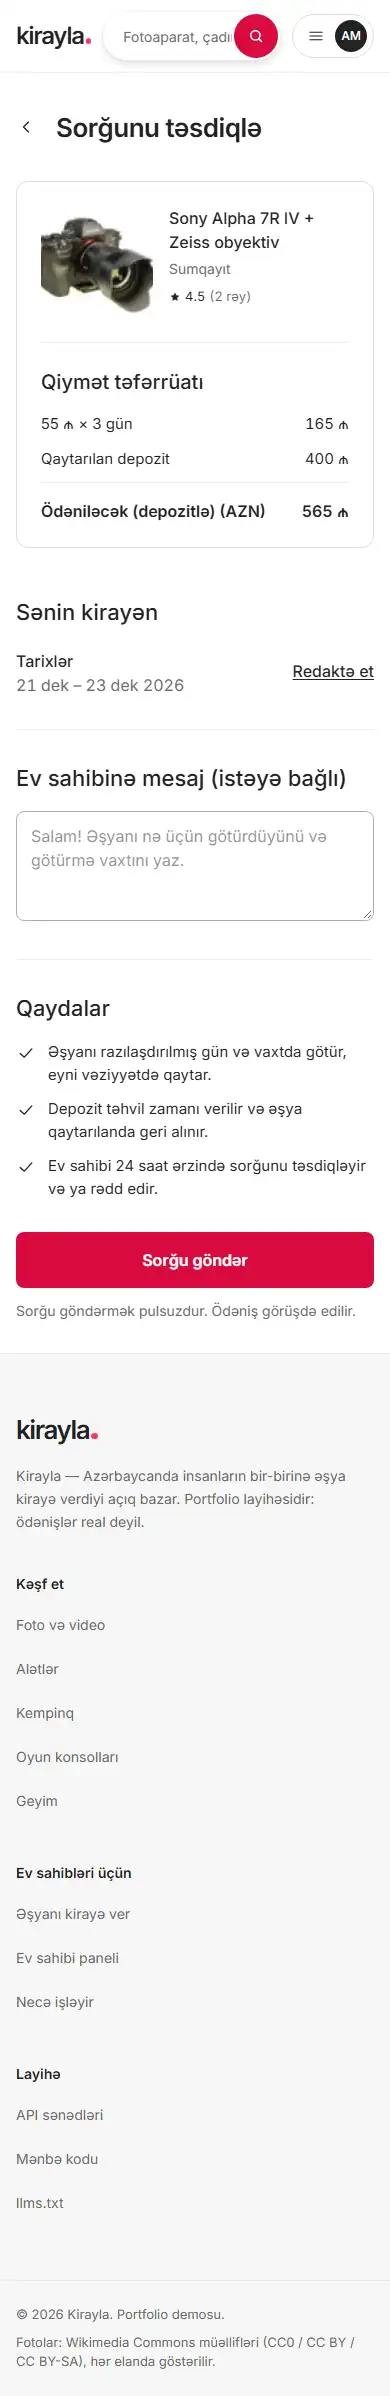 kirayla.
Fotoaparat, çadı
AM
Sorğunu təsdiqlə
Sony Alpha 7R IV +
Zeiss obyektiv
Sumqayıt
★ 4.5 (2 rəy)
Qiymət təfərrüatı
55 ₼ × 3 gün 165 ₼
Qaytarılan depozit 400 ₼
Ödəniləcək (depozitlə) (AZN) 565 ₼
Sənin kirayən
Tarixlər
21 dek – 23 dek 2026
Redaktə et
Ev sahibinə mesaj (istəyə bağlı)
Salam! Əşyanı nə üçün götürdüyünü və
götürmə vaxtını yaz.
Qaydalar
Əşyanı razılaşdırılmış gün və vaxtda götür,
eyni vəziyyətdə qaytar.
Depozit təhvil zamanı verilir və əşya
qaytarılanda geri alınır.
Ev sahibi 24 saat ərzində sorğunu təsdiqləyir
və ya rədd edir.
Sorğu göndər
Sorğu göndərmək pulsuzdur. Ödəniş görüşdə edilir.
kirayla.
Kirayla — Azərbaycanda insanların bir-birinə əşya
kirayə verdiyi açıq bazar. Portfolio layihəsidir:
ödənişlər real deyil.
Kəşf et
Foto və video
Alətlər
Kempinq
Oyun konsolları
Geyim
Ev sahibləri üçün
Əşyanı kirayə ver
Ev sahibi paneli
Necə işləyir
Layihə
API sənədləri
Mənbə kodu
llms.txt
© 2026 Kirayla. Portfolio demosu.
Fotolar: Wikimedia Commons müəllifləri (CC0 / CC BY /
CC BY-SA), hər elanda göstərilir.